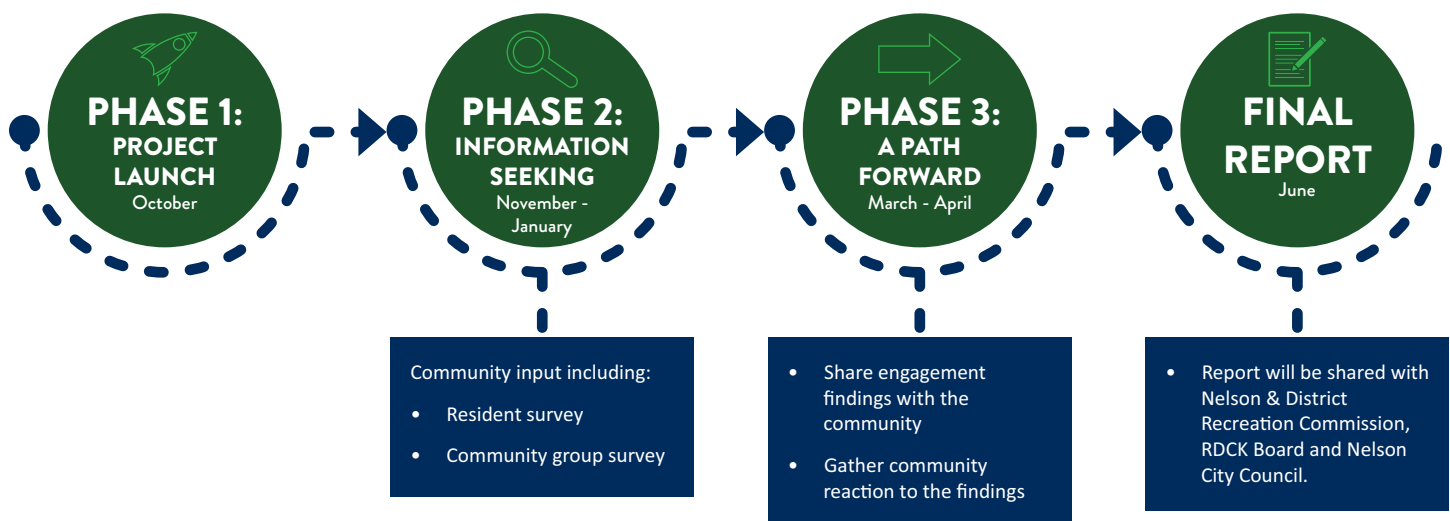 PHASE 1:
PROJECT
LAUNCH
October
PHASE 2:
INFORMATION
SEEKING
November -
January
Community input including:
• Resident survey
• Community group survey
PHASE 3:
A PATH
FORWARD
March - April
• Share engagement
findings with the
community
• Gather community
reaction to the findings
FINAL
REPORT
June
• Report will be shared with
Nelson & District
Recreation Commission,
RDCK Board and Nelson
City Council.